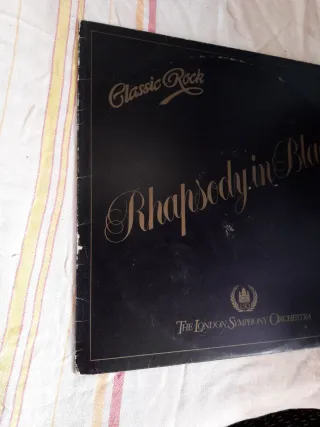 Classic Rock
Rhapsody in Bla
THE LONDON SYMPHONY ORCHESTRA